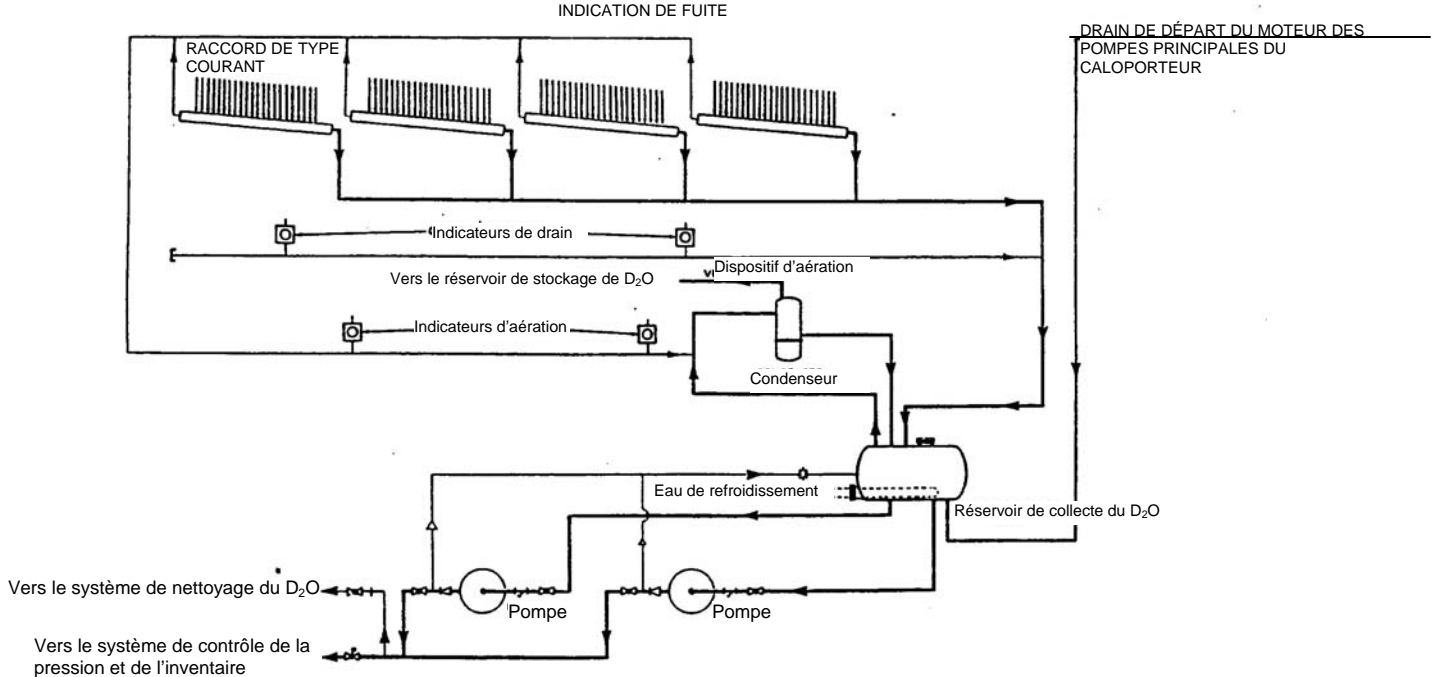 INDICATION DE FUITE
DRAIN DE DÉPART DU MOTEUR DES
POMPES PRINCIPALES DU
CALOPORTEUR
RACCORD DE TYPE
COURANT
Indicateurs de drain
Dispositif d'aération
Vers le réservoir de stockage de D₂O
Indicateurs d'aération
Condenseur
Eau de refroidissement
Réservoir de collecte du D₂O
Vers le système de nettoyage du D₂O
Pompe
Pompe
Vers le système de contrôle de la
pression et de l'inventaire